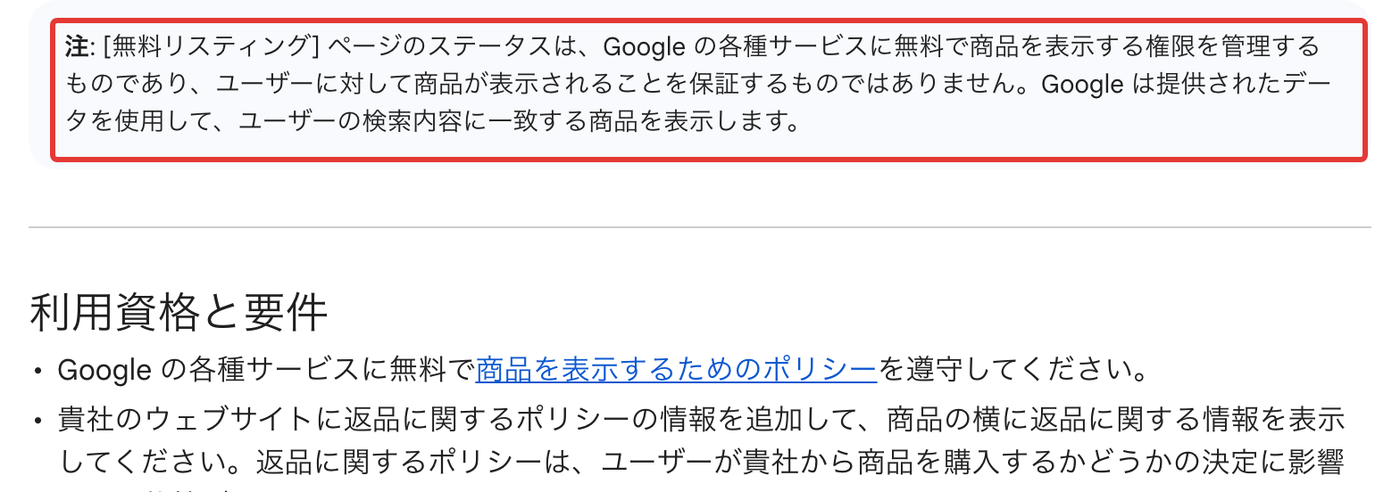 注: [無料リスティング] ページのステータスは、Google の各種サービスに無料で商品を表示する権限を管理する
ものであり、ユーザーに対して商品が表示されることを保証するものではありません。Google は提供されたデー
タを使用して、ユーザーの検索内容に一致する商品を表示します。
利用資格と要件
• Google の各種サービスに無料で商品を表示するためのポリシーを遵守してください。
• 貴社のウェブサイトに返品に関するポリシーの情報を追加して、商品の横に返品に関する情報を表示
してください。返品に関するポリシーは、ユーザーが貴社から商品を購入するかどうかの決定に影響